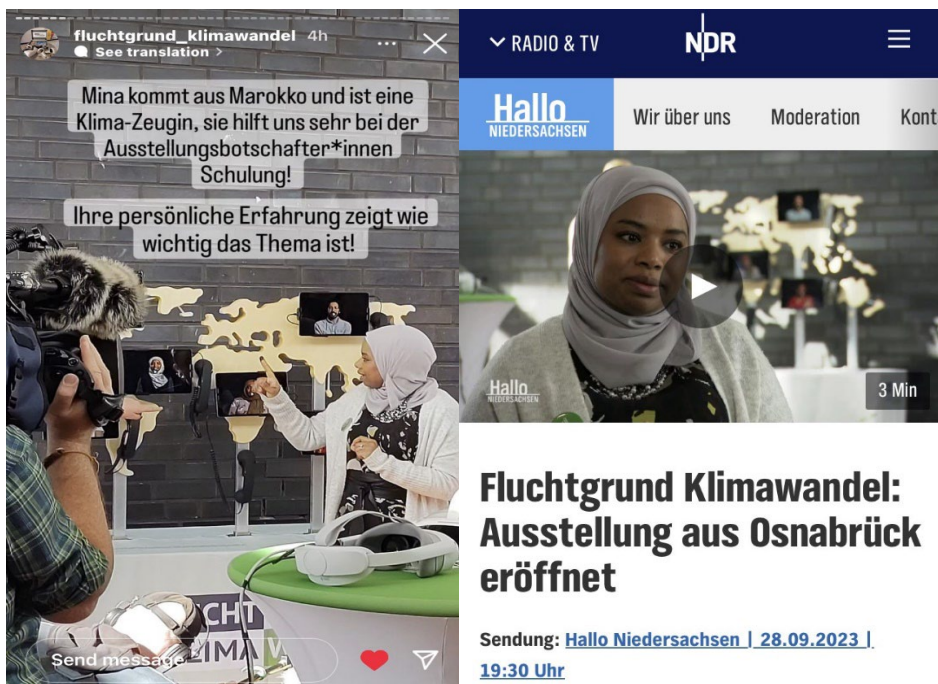 fluchtgrund_klimawandel 4h
See translation >
Mina kommt aus Marokko und ist eine
Klima-Zeugin, sie hilft uns sehr bei der
Ausstellungsbotschafter*innen
Schulung!
Ihre persönliche Erfahrung zeigt wie
wichtig das Thema ist!
CHT
KLIMA W
Send message
RADIO & TV
NDR
Hallo
NIEDERSACHSEN
Wir über uns
Moderation
Kont
Hallo
NIEDERSACHSEN
3 Min
Fluchtgrund Klimawandel:
Ausstellung aus Osnabrück
eröffnet
Sendung: Hallo Niedersachsen | 28.09.2023 |
19:30 Uhr